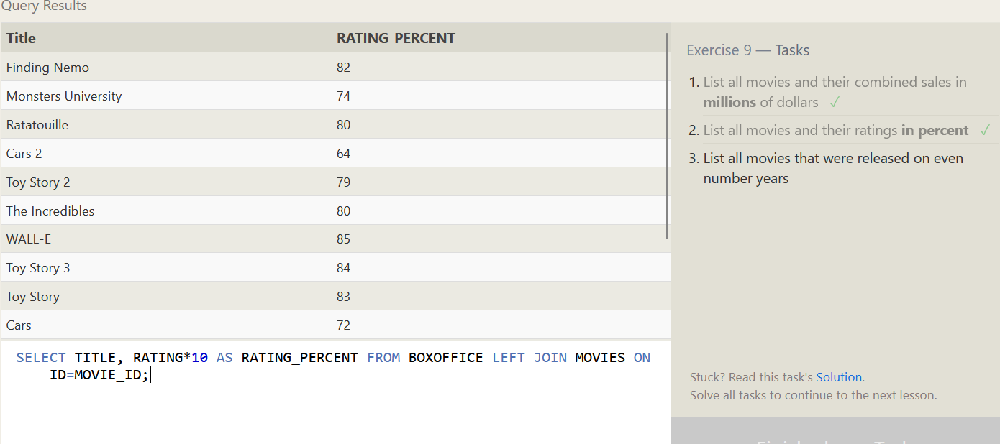 Query Results
Title RATING_PERCENT
Finding Nemo 82
Monsters University 74
Ratatouille 80
Cars 2 64
Toy Story 2 79
The Incredibles 80
WALL-E 85
Toy Story 3 84
Toy Story 83
Cars 72
SELECT TITLE, RATING*10 AS RATING_PERCENT FROM BOXOFFICE LEFT JOIN MOVIES ON
ID=MOVIE_ID;
Exercise 9 — Tasks
1. List all movies and their combined sales in
millions of dollars ✓
2. List all movies and their ratings in percent ✓
3. List all movies that were released on even
number years
Stuck? Read this task's Solution.
Solve all tasks to continue to the next lesson.